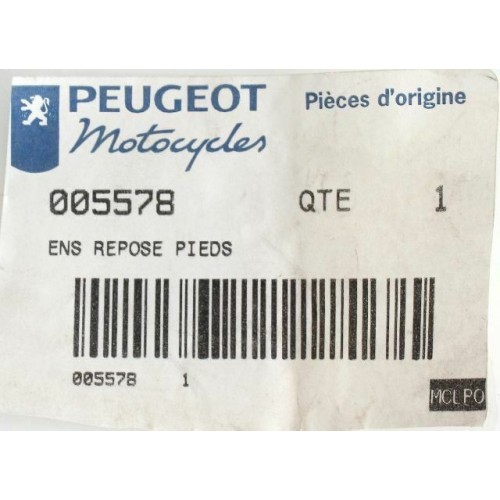 PEUGEOT
Motocycles
Pièces d'origine
005578 QTE 1
ENS REPOSE PIEDS
005578 1
MCLPO